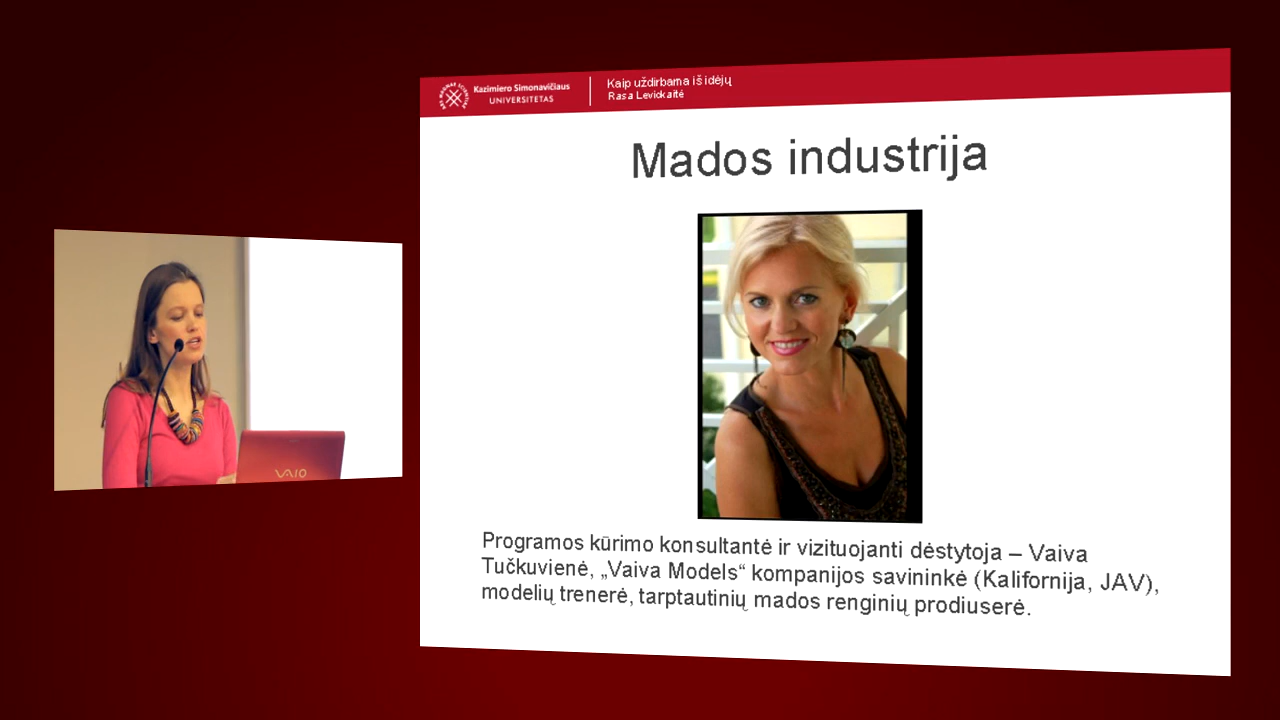 Kazimiero Simonavičiaus
UNIVERSITETAS
Kaip uždirbama iš idėjų
Rasa Levickaitė
Mados industrija
Programos kūrimo konsultantė ir vizituojanti dėstytoja – Vaiva
Tučkuvienė, „Vaiva Models“ kompanijos savininkė (Kalifornija, JAV),
modelių trenerė, tarptautinių mados renginių prodiuserė.
VAIO